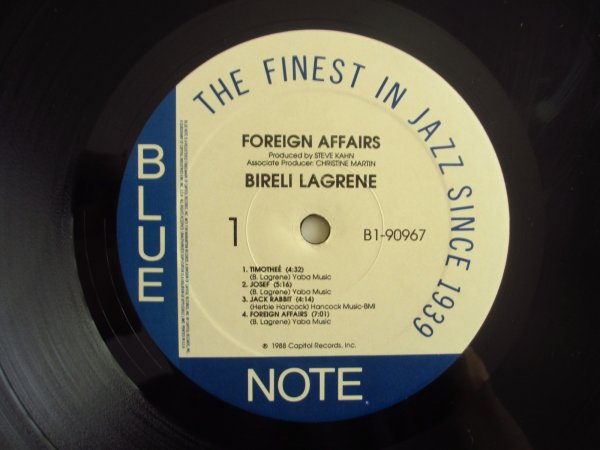 THE FINEST IN JAZZ SINCE 1939
BLUE
NOTE
FOREIGN AFFAIRS
Produced by STEVE KAHN
Associate Producer: CHRISTINE MARTIN
BIRELI LAGRENE
1
B1-90967
1. TIMOTHEÉ (4:32)
(B. Lagrene) Yaba Music
2. JOSEF (5:16)
(B. Lagrene) Yaba Music
3. JACK RABBIT (4:14)
(Herbie Hancock) Hancock Music-BMI
4. FOREIGN AFFAIRS (7:01)
(B. Lagrene) Yaba Music
℗ 1988 Capitol Records, Inc.